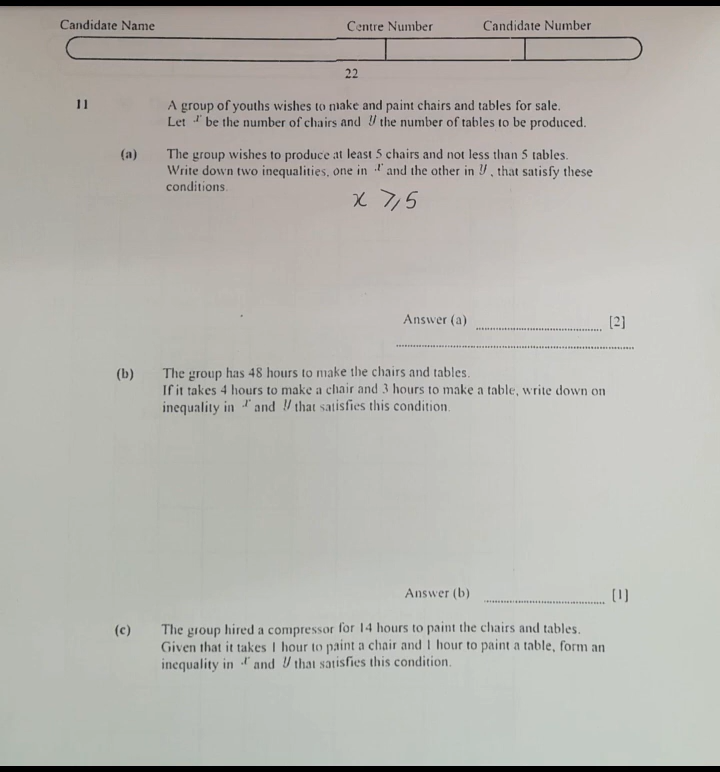 Candidate Name Centre Number Candidate Number
22
11 A group of youths wishes to make and paint chairs and tables for sale.
Let x be the number of chairs and y the number of tables to be produced.
(a) The group wishes to produce at least 5 chairs and not less than 5 tables.
Write down two inequalities, one in x and the other in y, that satisfy these
conditions.
x ⩾ 5
Answer (a) ........................................ [2]
................................................................
(b) The group has 48 hours to make the chairs and tables.
If it takes 4 hours to make a chair and 3 hours to make a table, write down on
inequality in x and y that satisfies this condition.
Answer (b) ........................................ [1]
(c) The group hired a compressor for 14 hours to paint the chairs and tables.
Given that it takes 1 hour to paint a chair and 1 hour to paint a table, form an
inequality in x and y that satisfies this condition.